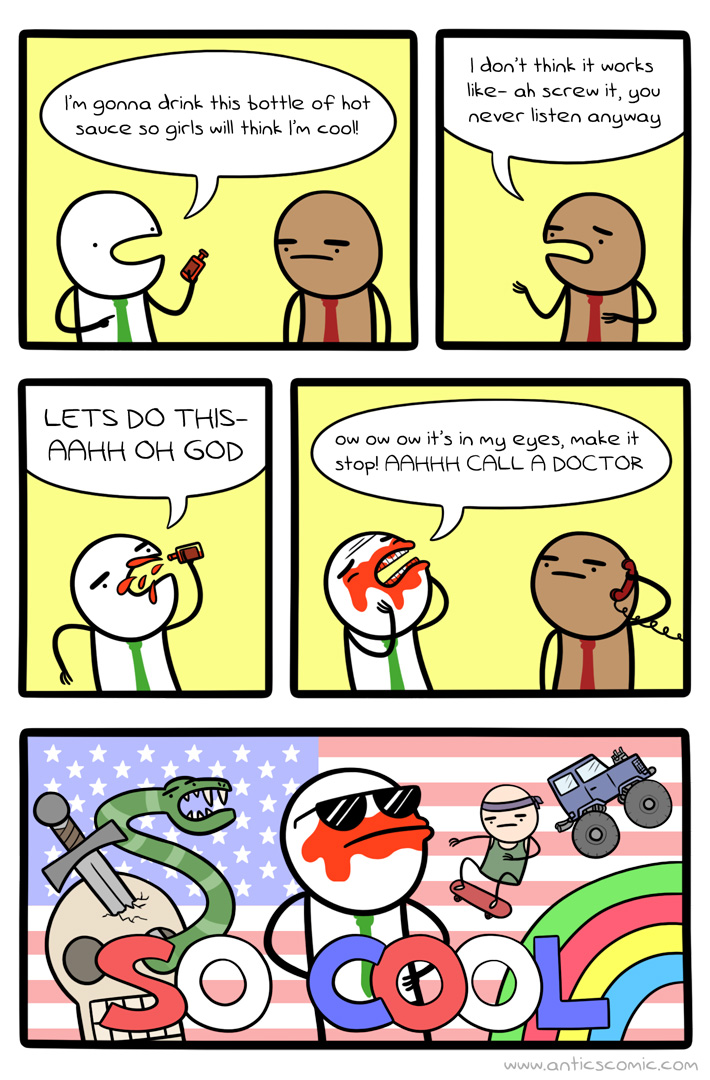 I'm gonna drink this bottle of hot
sauce so girls will think I'm cool!
I don't think it works
like- ah screw it, you
never listen anyway
LETS DO THIS-
AAHH OH GOD
ow ow ow it's in my eyes, make it
stop! AAHHH CALL A DOCTOR
SO COOL
www.anticscomic.com